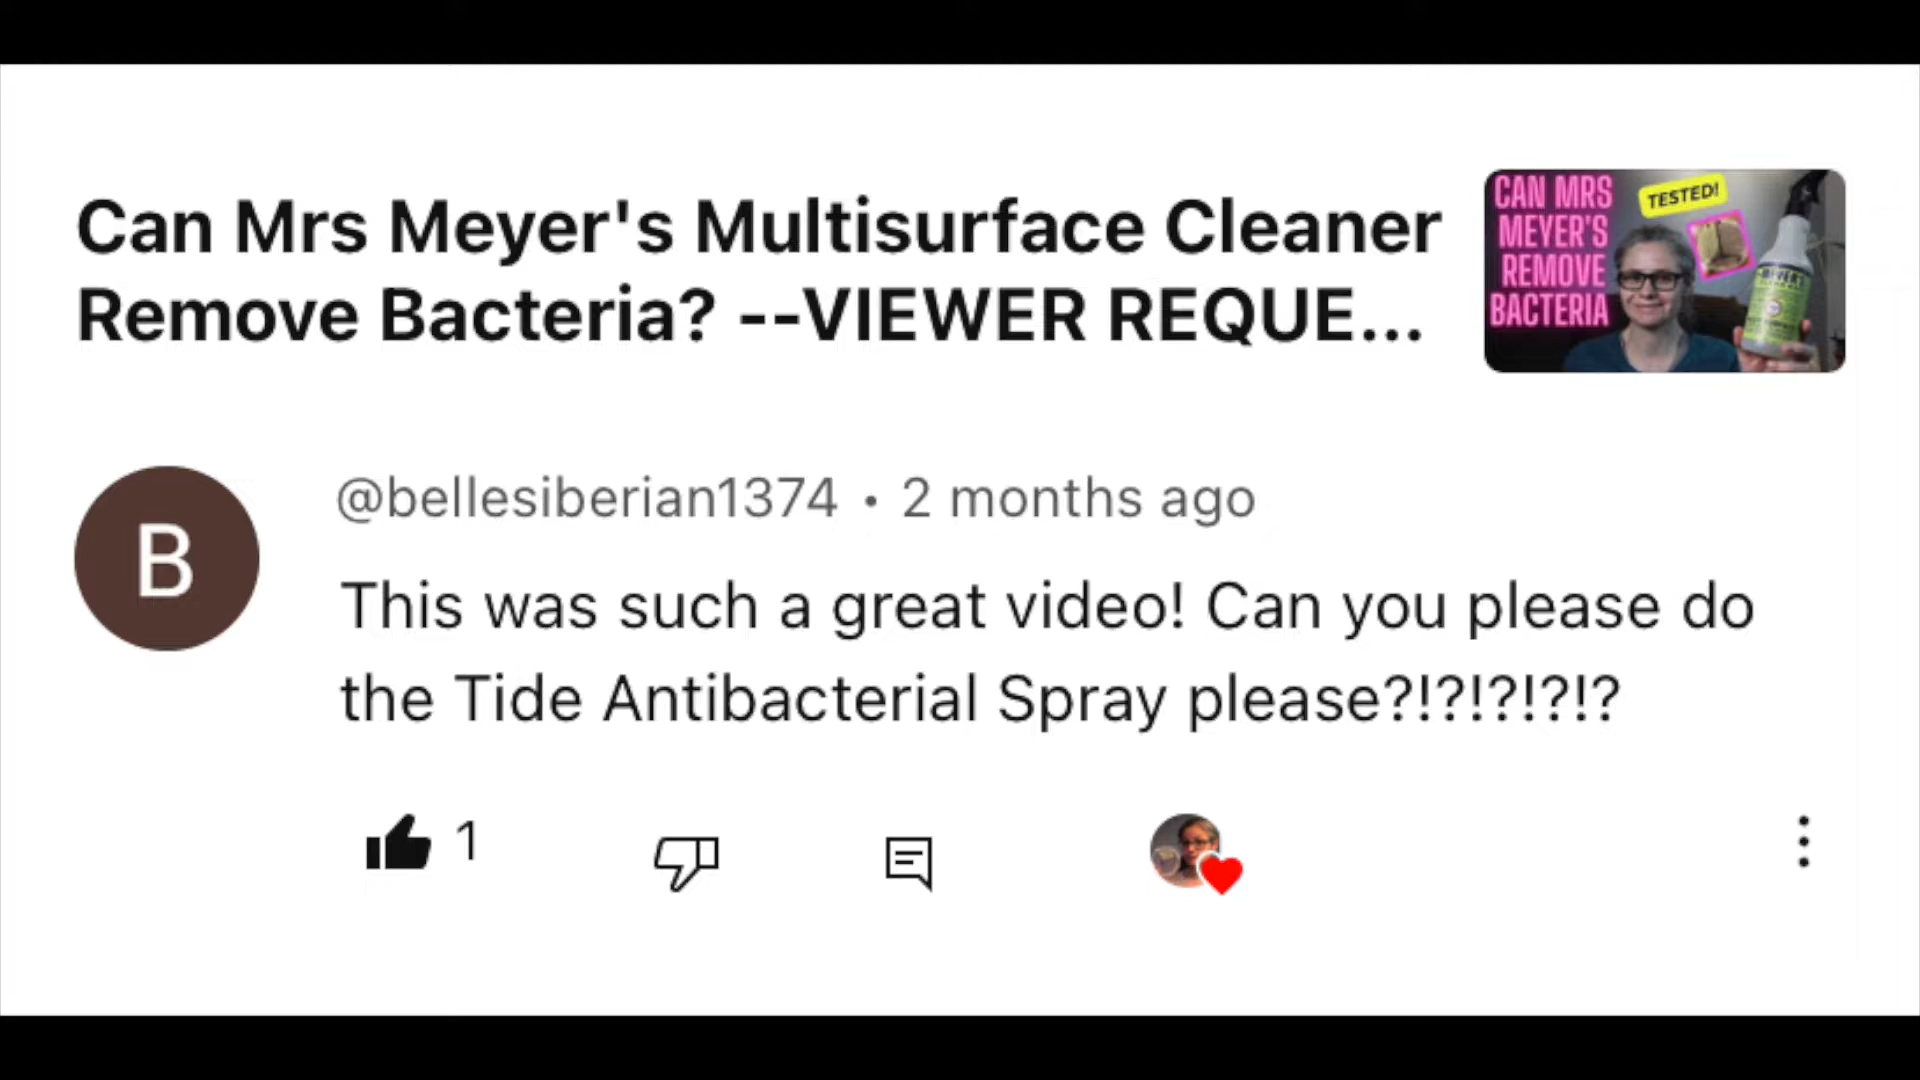 Can Mrs Meyer's Multisurface Cleaner
Remove Bacteria? --VIEWER REQUE...
CAN MRS
MEYER'S
REMOVE
BACTERIA
TESTED!
B
@bellesiberian1374 • 2 months ago
This was such a great video! Can you please do
the Tide Antibacterial Spray please?!?!?!?!?
1